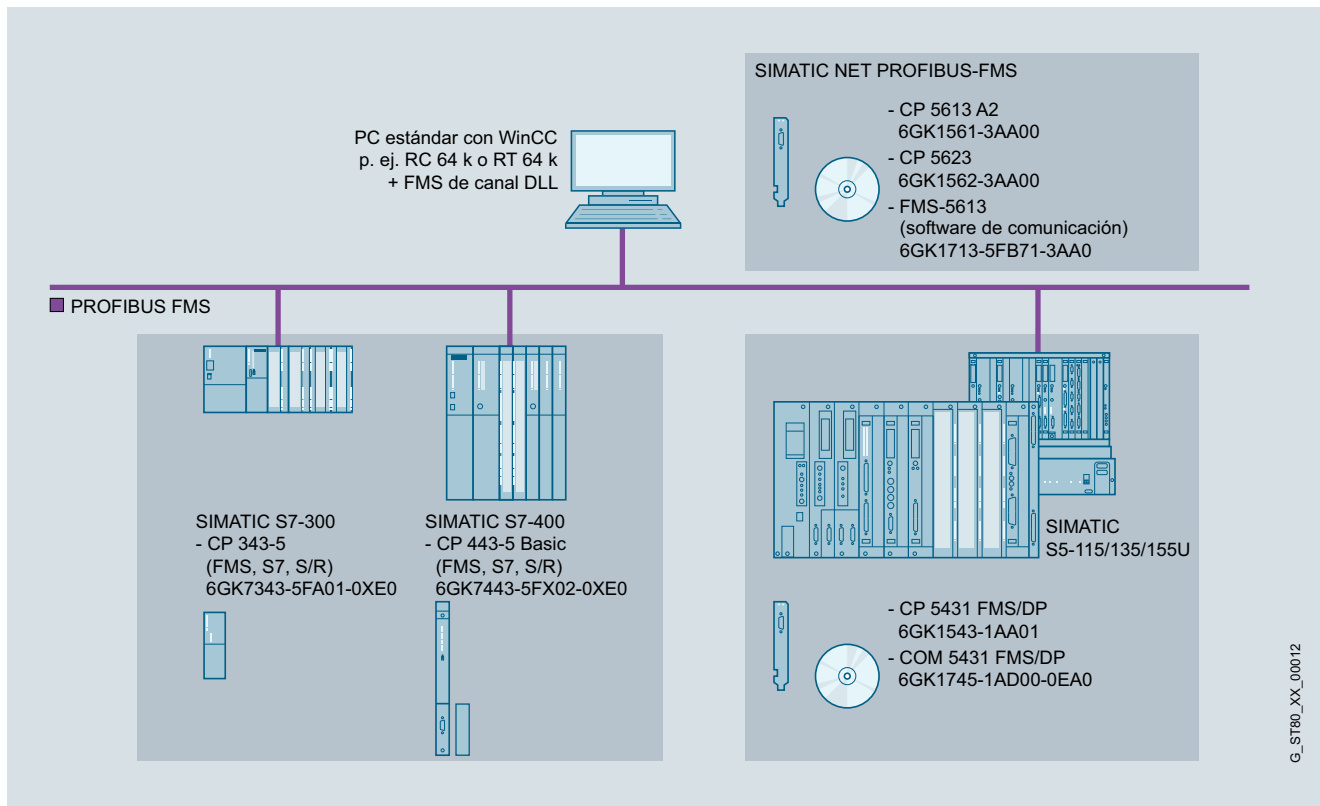 SIMATIC NET PROFIBUS-FMS
- CP 5613 A2
6GK1561-3AA00
- CP 5623
6GK1562-3AA00
- FMS-5613
(software de comunicación)
6GK1713-5FB71-3AA0
PC estándar con WinCC
p. ej. RC 64 k o RT 64 k
+ FMS de canal DLL
PROFIBUS FMS
SIMATIC S7-300
- CP 343-5
(FMS, S7, S/R)
6GK7343-5FA01-0XE0
SIMATIC S7-400
- CP 443-5 Basic
(FMS, S7, S/R)
6GK7443-5FX02-0XE0
SIMATIC
S5-115/135/155U
- CP 5431 FMS/DP
6GK1543-1AA01
- COM 5431 FMS/DP
6GK1745-1AD00-0EA0
G_ST80_XX_00012